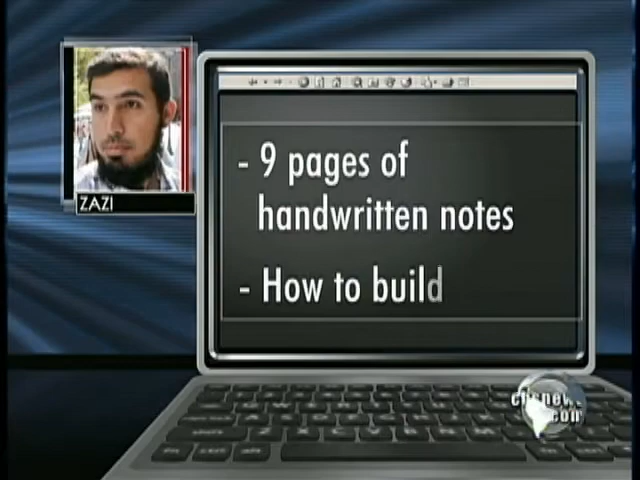 ZAZI
- 9 pages of
handwritten notes
- How to build